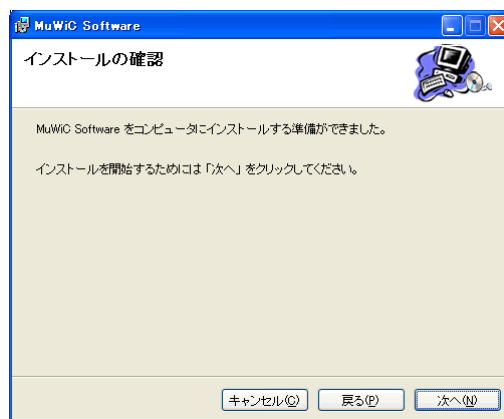 MuWiC Software
インストールの確認
MuWiC Software をコンピュータにインストールする準備ができました。
インストールを開始するためには「次へ」をクリックしてください。
キャンセル(C) 戻る(P) 次へ(N)